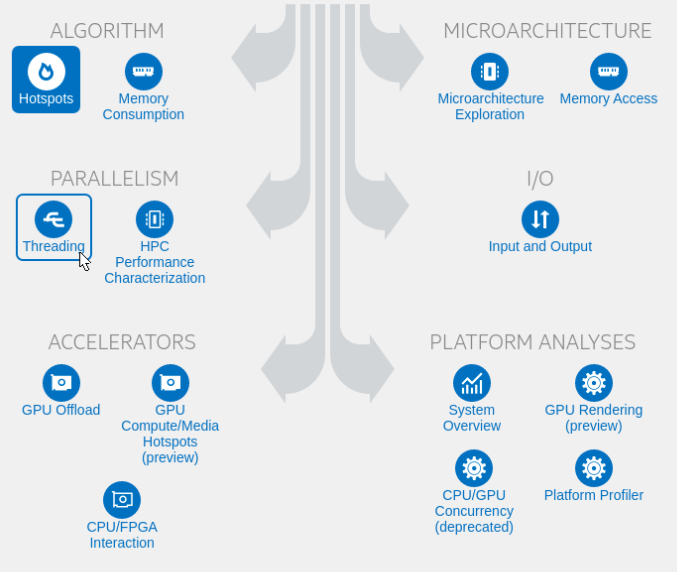 ALGORITHM
Hotspots
Memory
Consumption
MICROARCHITECTURE
Microarchitecture
Exploration
Memory Access
PARALLELISM
Threading
HPC
Performance
Characterization
I/O
Input and Output
ACCELERATORS
GPU Offload
GPU
Compute/Media
Hotspots
(preview)
CPU/FPGA
Interaction
PLATFORM ANALYSES
System
Overview
GPU Rendering
(preview)
CPU/GPU
Concurrency
(deprecated)
Platform Profiler